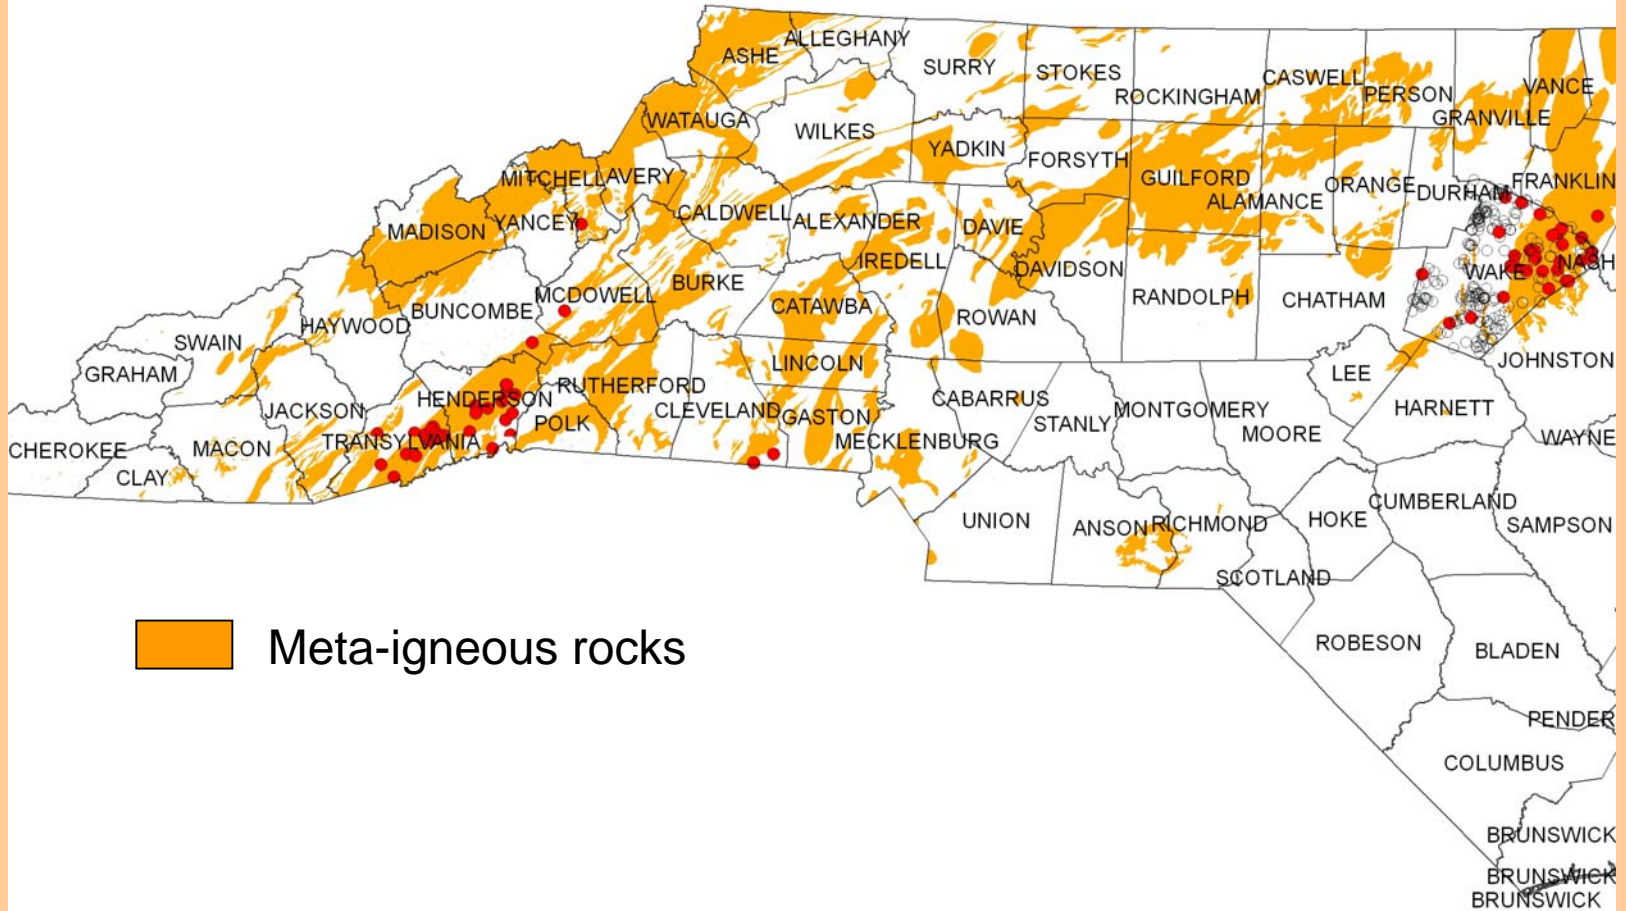 ALLEGHANY
ASHE
SURRY
STOKES
CASWELL
VANCE
ROCKINGHAM
PERSON
GRANVILLE
WATAUGA
WILKES
YADKIN
FORSYTH
MITCHELL
AVERY
GUILFORD
ORANGE
DURHAM
FRANKLIN
ALAMANCE
YANCEY
CALDWELL
ALEXANDER
DAVIE
MADISON
IREDELL
DAVIDSON
WAKE
NASH
BURKE
MCDOWELL
RANDOLPH
CHATHAM
BUNCOMBE
CATAWBA
ROWAN
HAYWOOD
SWAIN
LINCOLN
JOHNSTON
GRAHAM
LEE
RUTHERFORD
HENDERSON
CABARRUS
JACKSON
CLEVELAND
GASTON
MONTGOMERY
HARNETT
POLK
STANLY
MOORE
WAYNE
CHEROKEE
MACON
TRANSYLVANIA
MECKLENBURG
CLAY
CUMBERLAND
UNION
ANSON
RICHMOND
HOKE
SAMPSON
SCOTLAND
Meta-igneous rocks
ROBESON
BLADEN
PENDER
COLUMBUS
BRUNSWICK
BRUNSWICK
BRUNSWICK